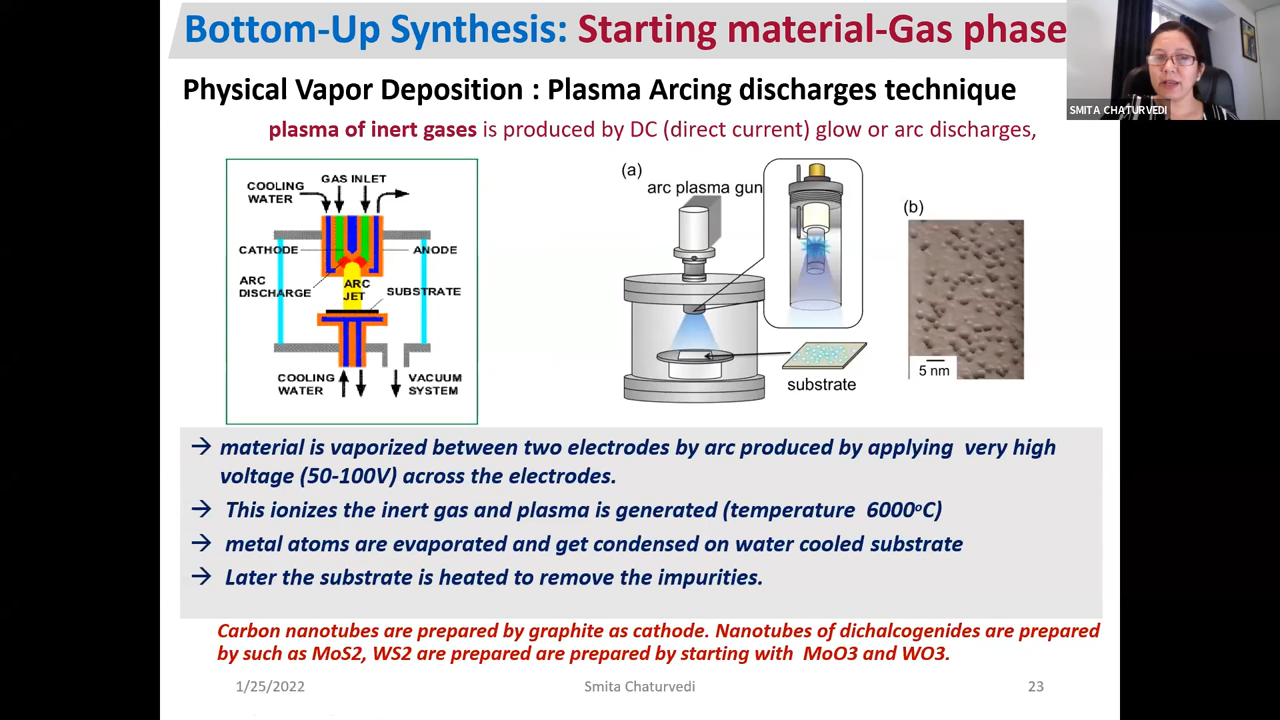 Bottom-Up Synthesis: Starting material-Gas phase
SMITA CHATURVEDI
Physical Vapor Deposition : Plasma Arcing discharges technique
plasma of inert gases is produced by DC (direct current) glow or arc discharges,
COOLING
WATER
GAS INLET
CATHODE
ANODE
ARC
DISCHARGE
ARC
JET
SUBSTRATE
COOLING
WATER
VACUUM
SYSTEM
(a)
arc plasma gun
substrate
(b)
5 nm
→ material is vaporized between two electrodes by arc produced by applying very high
voltage (50-100V) across the electrodes.
→ This ionizes the inert gas and plasma is generated (temperature 6000°C)
→ metal atoms are evaporated and get condensed on water cooled substrate
→ Later the substrate is heated to remove the impurities.
Carbon nanotubes are prepared by graphite as cathode. Nanotubes of dichalcogenides are prepared
by such as MoS2, WS2 are prepared are prepared by starting with MoO3 and WO3.
1/25/2022
Smita Chaturvedi
23